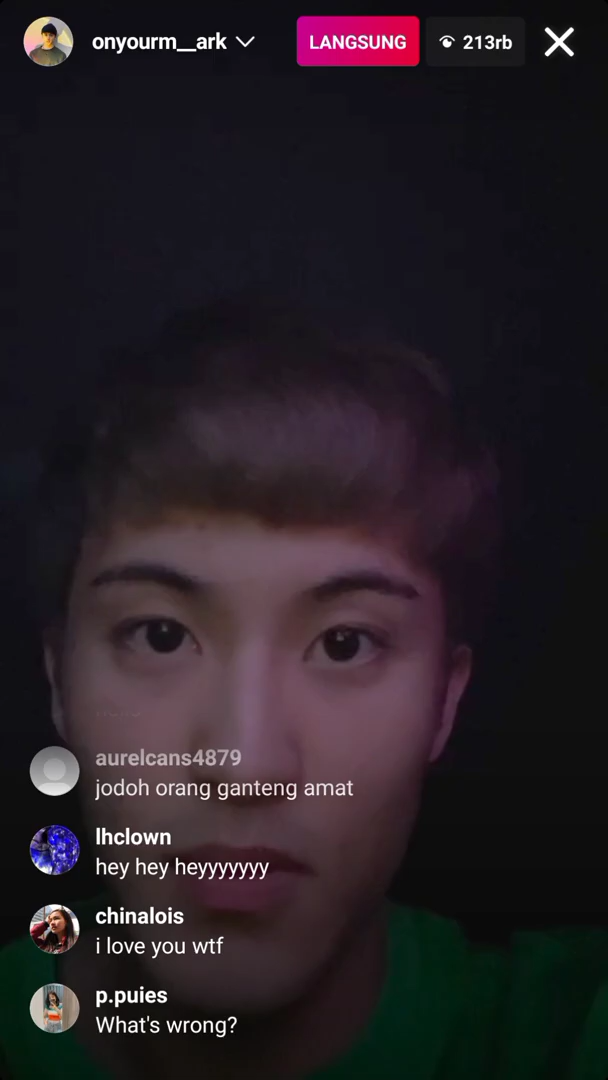 onyourm__ark
LANGSUNG
213rb
aurelcans4879
jodoh orang ganteng amat
lhclown
hey hey heyyyyyyy
chinalois
i love you wtf
p.puies
What's wrong?